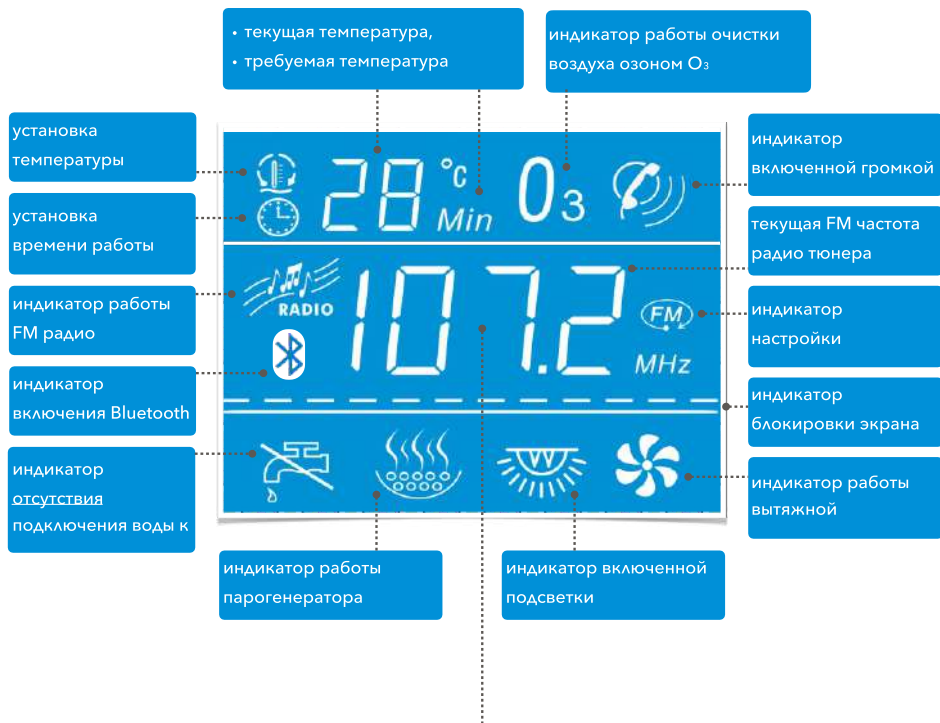 • текущая температура,
• требуемая температура
индикатор работы очистки
воздуха озоном O₃
установка
температуры
установка
времени работы
индикатор работы
FM радио
индикатор
включения Bluetooth
индикатор
отсутствия
подключения воды к
28 °C
Min
03
RADIO
107.2
FM
MHz
индикатор
включенной громкой
текущая FM частота
радио тюнера
индикатор
настройки
индикатор
блокировки экрана
индикатор работы
вытяжной
индикатор работы
парогенератора
индикатор включенной
подсветки